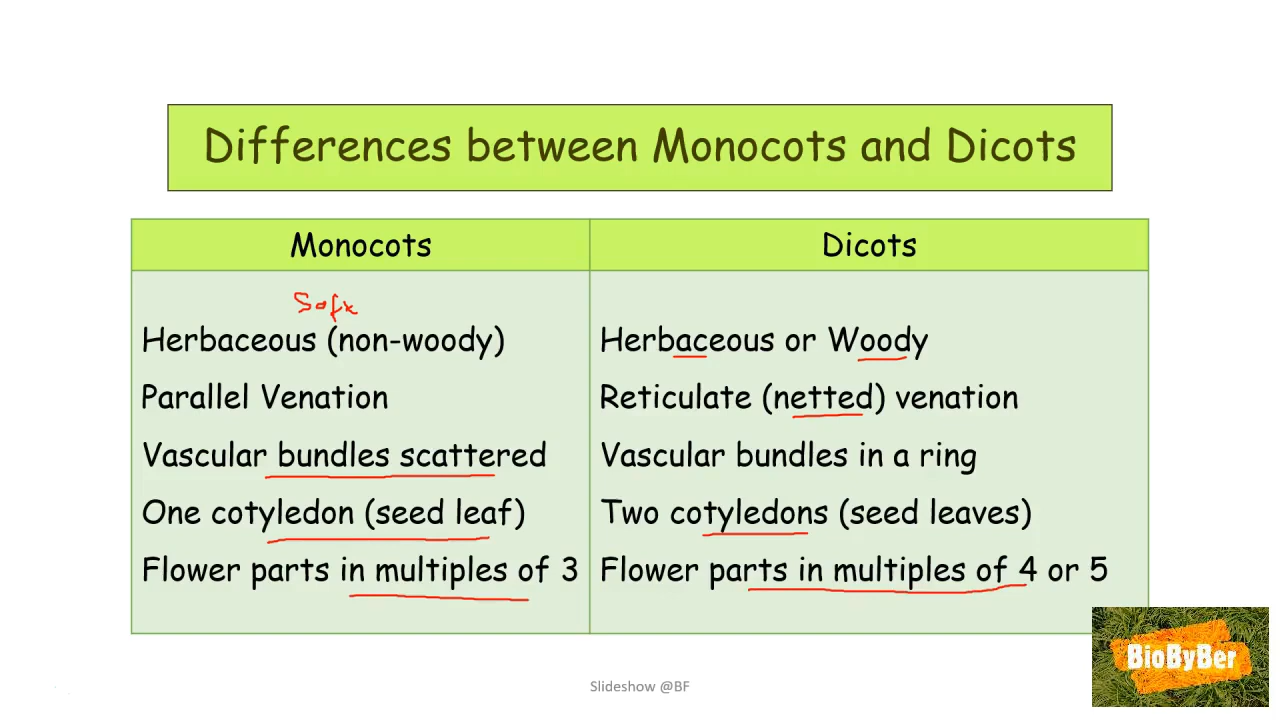 Differences between Monocots and Dicots
Monocots
Dicots
Soft
Herbaceous (non-woody)
Parallel Venation
Vascular bundles scattered
One cotyledon (seed leaf)
Flower parts in multiples of 3
Herbaceous or Woody
Reticulate (netted) venation
Vascular bundles in a ring
Two cotyledons (seed leaves)
Flower parts in multiples of 4 or 5
BioByBer
Slideshow @BF